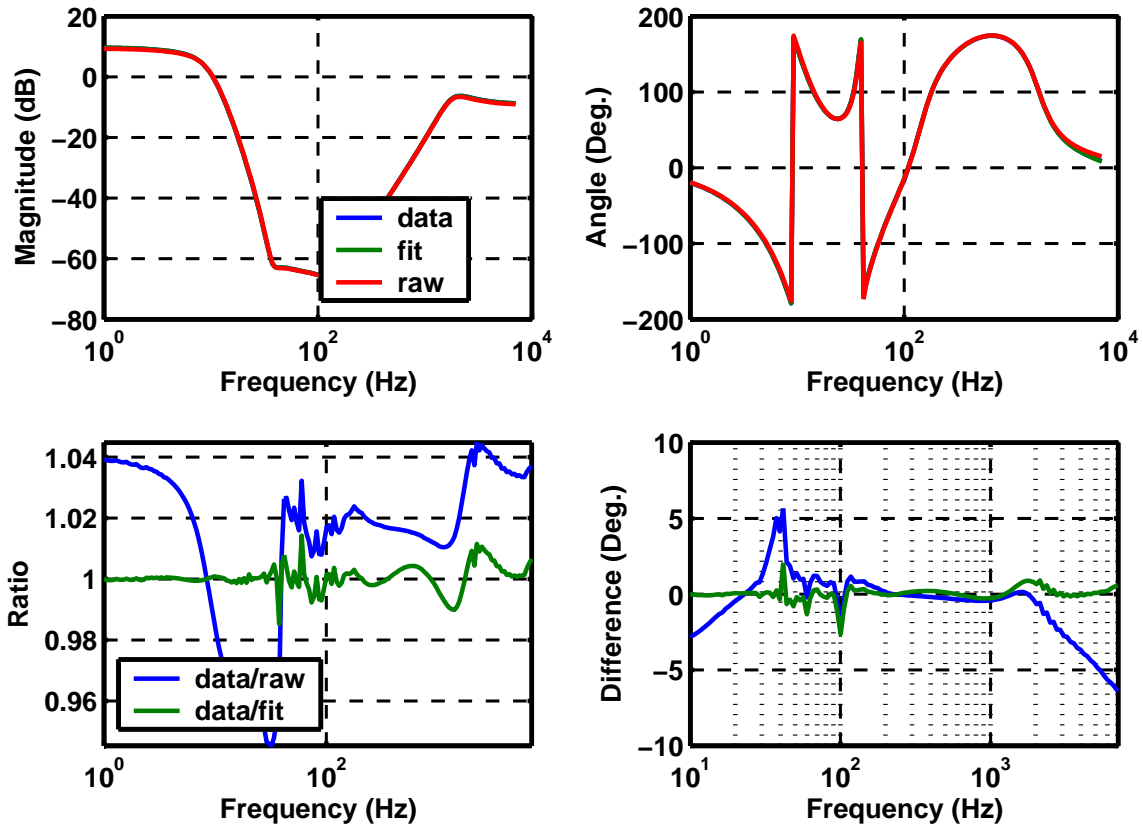 20
0
−20
−40
−60
−80
Magnitude (dB)
data
fit
raw
10^0
10^2
10^4
Frequency (Hz)
200
100
0
−100
−200
Angle (Deg.)
10^0
10^2
10^4
Frequency (Hz)
1.04
1.02
1
0.98
0.96
Ratio
data/raw
data/fit
10^0
10^2
Frequency (Hz)
10
5
0
−5
−10
Difference (Deg.)
10^1
10^2
10^3
Frequency (Hz)